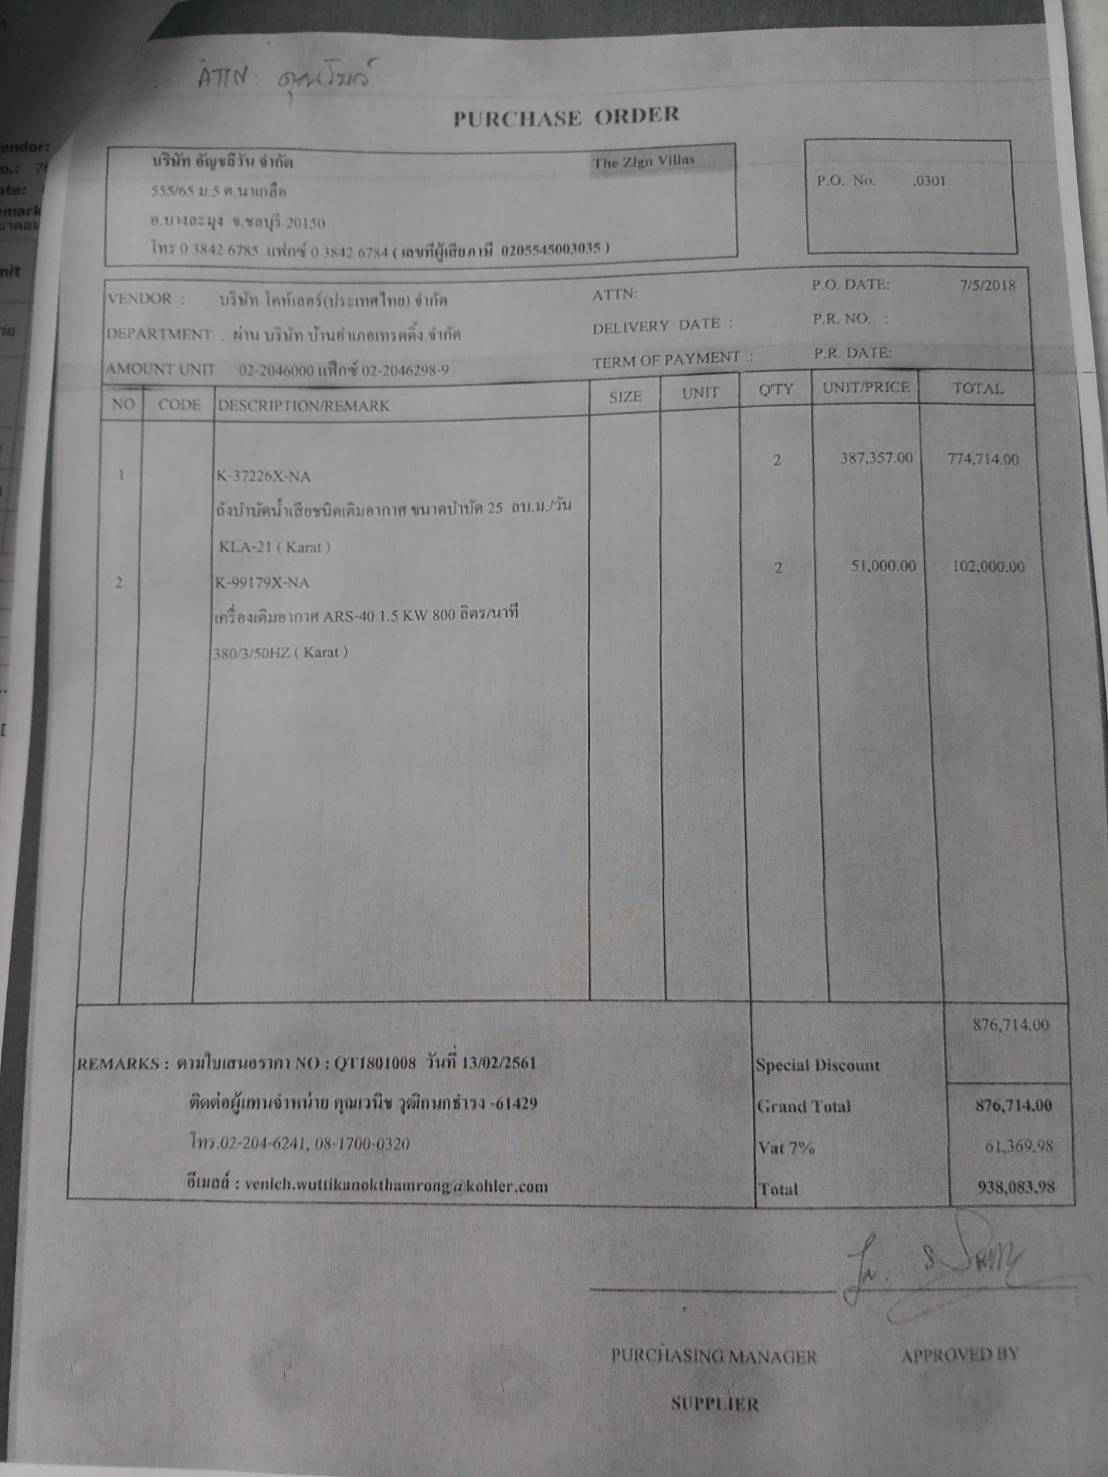 ATTN: คุณ
PURCHASE ORDER
บริษัท อัญชลีวัน จำกัด The Zign Villas
555/65 ม.5 ต.นาเกลือ
P.O. No. ,0301
อ.บางละมุง จ.ชลบุรี 20150
โทร 0 3842 6785 แฟกซ์ 0 3842 6784 ( เลขที่ผู้เสียภาษี 0205545003035 )
VENDOR : บริษัท โคห์เลอร์(ประเทศไทย) จำกัด ATTN: P.O. DATE: 7/5/2018
DEPARTMENT : ผ่าน บริษัท บ้านอำเภอเทรดดิ้ง จำกัด DELIVERY DATE : P.R. NO. :
AMOUNT UNIT 02-2046000 แฟ็กซ์ 02-2046298-9 TERM OF PAYMENT : P.R. DATE:
NO CODE DESCRIPTION/REMARK SIZE UNIT Q'TY UNIT/PRICE TOTAL
1 K-37226X-NA 2 387,357.00 774,714.00
ถังบำบัดน้ำเสียชนิดเติมอากาศ ขนาดบำบัด 25 ลบ.ม./วัน
KLA-21 ( Karat )
2 K-99179X-NA 2 51,000.00 102,000.00
เครื่องเติมอากาศ ARS-40 1.5 KW 800 ลิตร/นาที
380/3/50HZ ( Karat )
876,714.00
REMARKS : ตามใบเสนอราคา NO : QT1801008 วันที่ 13/02/2561 Special Discount
ติดต่อผู้แทนจำหน่าย คุณเวนิช วุฒิกนกธำรง -61429 Grand Total 876,714.00
โทร.02-204-6241, 08-1700-0320 Vat 7% 61,369.98
อีเมลล์ : venich.wuttikanokthamrong@kohler.com Total 938,083.98
PURCHASING MANAGER APPROVED BY
SUPPLIER